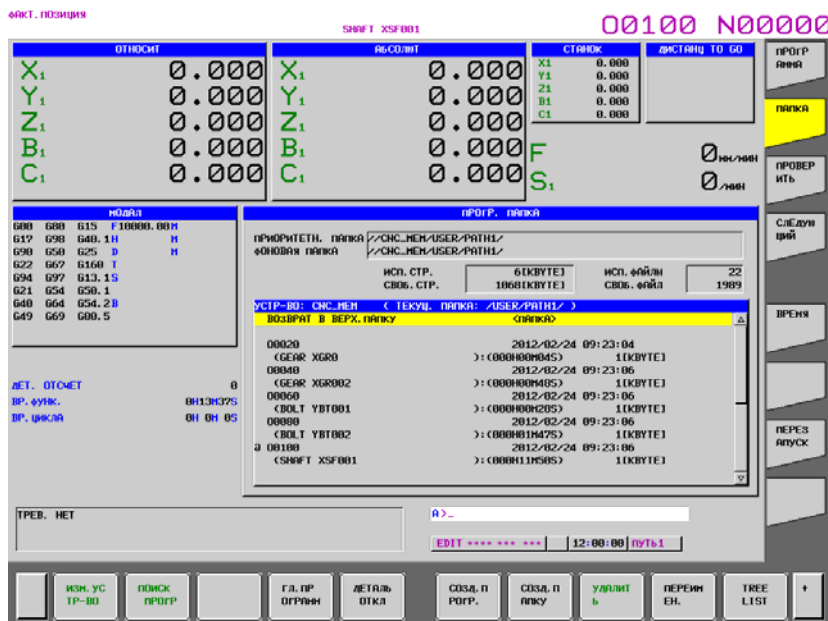 ФАКТ.ПОЗИЦИЯ
SHAFT XSF001
O0100 N00000
ОТНОСИТ
X1 0.000
Y1 0.000
Z1 0.000
B1 0.000
C1 0.000
АБСОЛЮТ
X1 0.000
Y1 0.000
Z1 0.000
B1 0.000
C1 0.000
СТАНОК
X1 0.000
Y1 0.000
Z1 0.000
B1 0.000
C1 0.000
ДИСТАНЦ TO GO
F 0мм/мин
S1 0/мин
МОДАЛ
G00 G80 G15 F10000.00M
G17 G98 G40.1H M
G90 G50 G25 D M
G22 G67 G160 T
G94 G97 G13.1S
G21 G54 G50.1
G40 G64 G54.2B
G49 G69 G80.5
ДЕТ. ОТСЧЕТ 0
ВР.ФУНК. 0H13M37S
ВР.ЦИКЛА 0H 0M 0S
ПРОГР. ПАПКА
ПРИОРИТЕТН. ПАПКА //CNC_MEM/USER/PATH1/
ФОНОВАЯ ПАПКА //CNC_MEM/USER/PATH1/
ИСП.СТР. 6[KBYTE] ИСП.ФАЙЛЫ 22
СВОБ.СТР. 1068[KBYTE] СВОБ.ФАЙЛ 1989
УСТР-ВО: CNC_MEM ( ТЕКУЩ. ПАПКА: /USER/PATH1/ )
ВОЗВРАТ В ВЕРХ.ПАПКУ <ПАПКА>
O0020 2012/02/24 09:23:04
(GEAR XGR0 ):(000H00M04S) 1[KBYTE]
O0040 2012/02/24 09:23:06
(GEAR XGR002 ):(000H00M48S) 1[KBYTE]
O0060 2012/02/24 09:23:06
(BOLT YBT001 ):(000H00M20S) 1[KBYTE]
O0080 2012/02/24 09:23:06
(BOLT YBT002 ):(000H01M47S) 1[KBYTE]
@ O0100 2012/02/24 09:23:06
(SHAFT XSF001 ):(000H11M50S) 1[KBYTE]
ТРЕВ. НЕТ
A>_
EDIT **** *** *** 12:00:00 ПУТЬ1
ПРОГР
АММА
ПАПКА
ПРОВЕР
ИТЬ
СЛЕДУЮ
ЩИЙ
ВРЕМЯ
ПЕРЕЗ
АПУСК
ИЗМ.УС
ТР-ВО
ПОИСК
ПРОГР
ГЛ.ПР
ОГРАММ
ДЕТАЛЬ
ОТКЛ
СОЗД.П
РОГР.
СОЗД.П
АПКУ
УДАЛИТ
Ь
ПЕРЕИМ
ЕН.
TREE
LIST
+